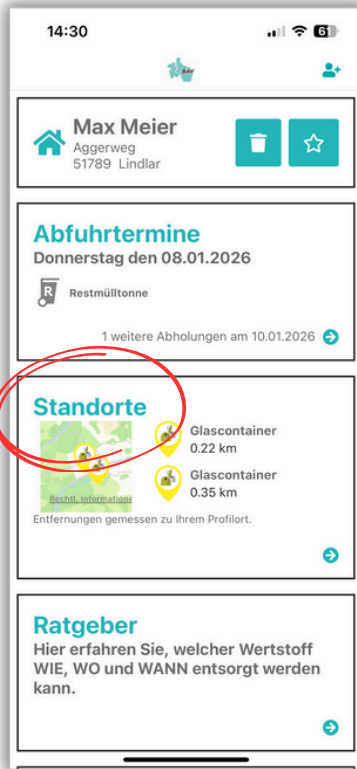 14:30
61
BAV
Max Meier
Aggerweg
51789 Lindlar
Abfuhrtermine
Donnerstag den 08.01.2026
R
Restmülltonne
1 weitere Abholungen am 10.01.2026
Standorte
Glascontainer
0.22 km
Glascontainer
0.35 km
Rechtl. Informatione
Entfernungen gemessen zu Ihrem Profilort.
Ratgeber
Hier erfahren Sie, welcher Wertstoff
WIE, WO und WANN entsorgt werden
kann.